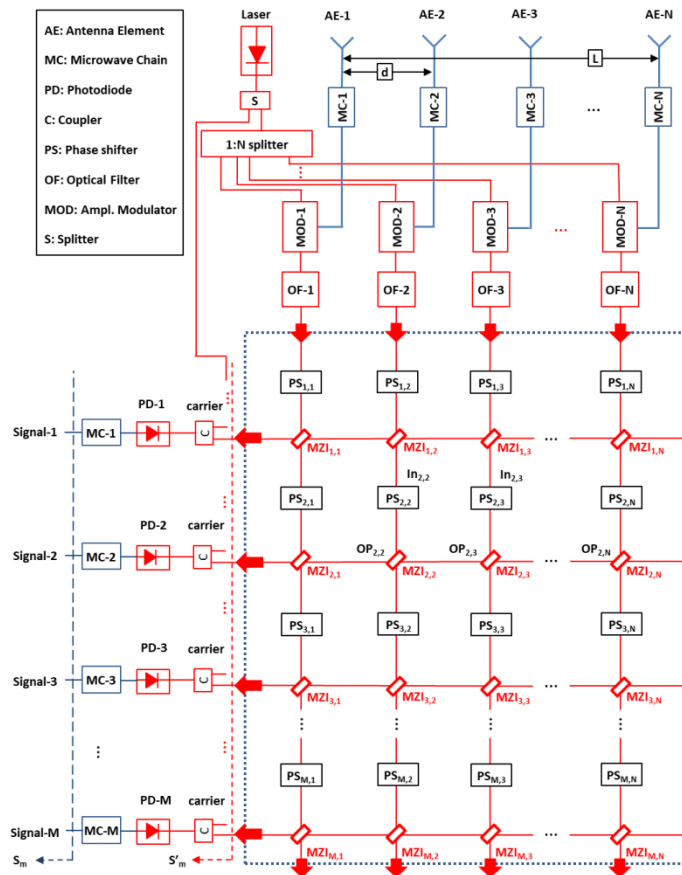 AE: Antenna Element
MC: Microwave Chain
PD: Photodiode
C: Coupler
PS: Phase shifter
OF: Optical Filter
MOD: Ampl. Modulator
S: Splitter
Laser
AE-1 AE-2 AE-3 AE-N
L
d
S
MC-1 MC-2 MC-3 ... MC-N
1:N splitter
...
MOD-1 MOD-2 MOD-3 ... MOD-N
OF-1 OF-2 OF-3 OF-N
PS1,1 PS1,2 PS1,3 PS1,N
...
PD-1 carrier
Signal-1 MC-1 C
MZI1,1 MZI1,2 MZI1,3 ... MZI1,N
In2,2 In2,3
PS2,1 PS2,2 PS2,3 PS2,N
PD-2 carrier
OP2,2 OP2,3 OP2,N
Signal-2 MC-2 C
MZI2,1 MZI2,2 MZI2,3 ... MZI2,N
PS3,1 PS3,2 PS3,3 PS3,N
PD-3 carrier
Signal-3 MC-3 C
MZI3,1 MZI3,2 MZI3,3 ... MZI3,N
... ... ... ... ... ...
PSM,1 PSM,2 PSM,3 PSM,N
PD-M carrier
Signal-M MC-M C
...
MZIM,1 MZIM,2 MZIM,3 MZIM,N
Sm S'm